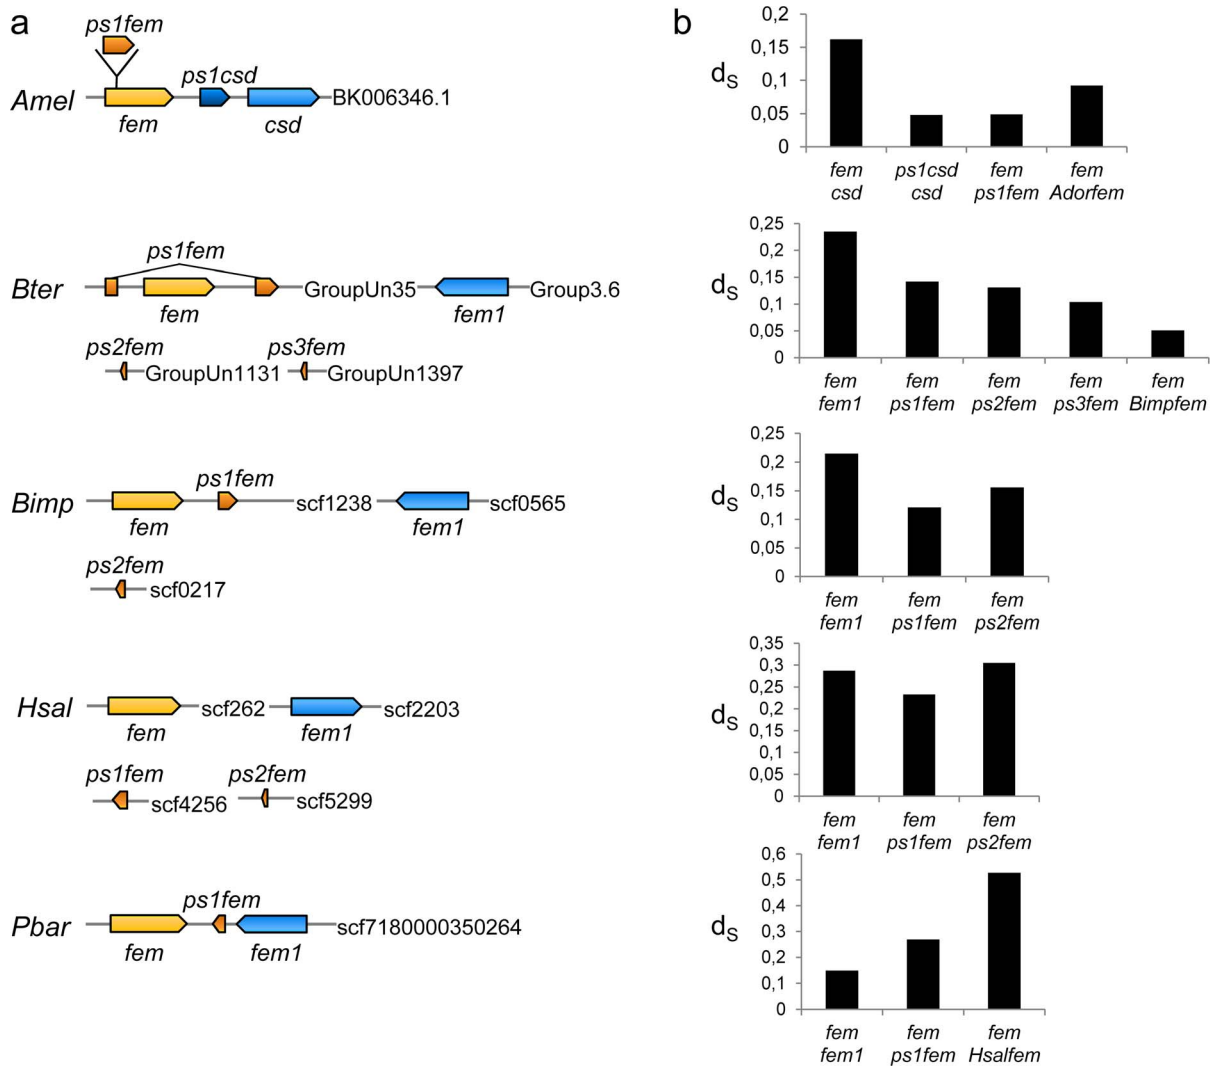 a
ps1fem
ps1csd
Amel
BK006346.1
fem
csd
ps1fem
Bter
GroupUn35
Group3.6
fem
fem1
ps2fem
ps3fem
GroupUn1131
GroupUn1397
ps1fem
Bimp
scf1238
scf0565
fem
fem1
ps2fem
scf0217
Hsal
scf262
scf2203
fem
fem1
ps1fem
ps2fem
scf4256
scf5299
ps1fem
Pbar
scf7180000350264
fem
fem1
b
dS
0,2
0,15
0,1
0,05
0
fem csd
ps1csd csd
fem ps1fem
fem Adorfem
dS
0,25
0,2
0,15
0,1
0,05
0
fem fem1
fem ps1fem
fem ps2fem
fem ps3fem
fem Bimpfem
dS
0,25
0,2
0,15
0,1
0,05
0
fem fem1
fem ps1fem
fem ps2fem
dS
0,35
0,3
0,25
0,2
0,15
0,1
0,05
0
fem fem1
fem ps1fem
fem ps2fem
dS
0,6
0,5
0,4
0,3
0,2
0,1
0
fem fem1
fem ps1fem
fem Hsalfem